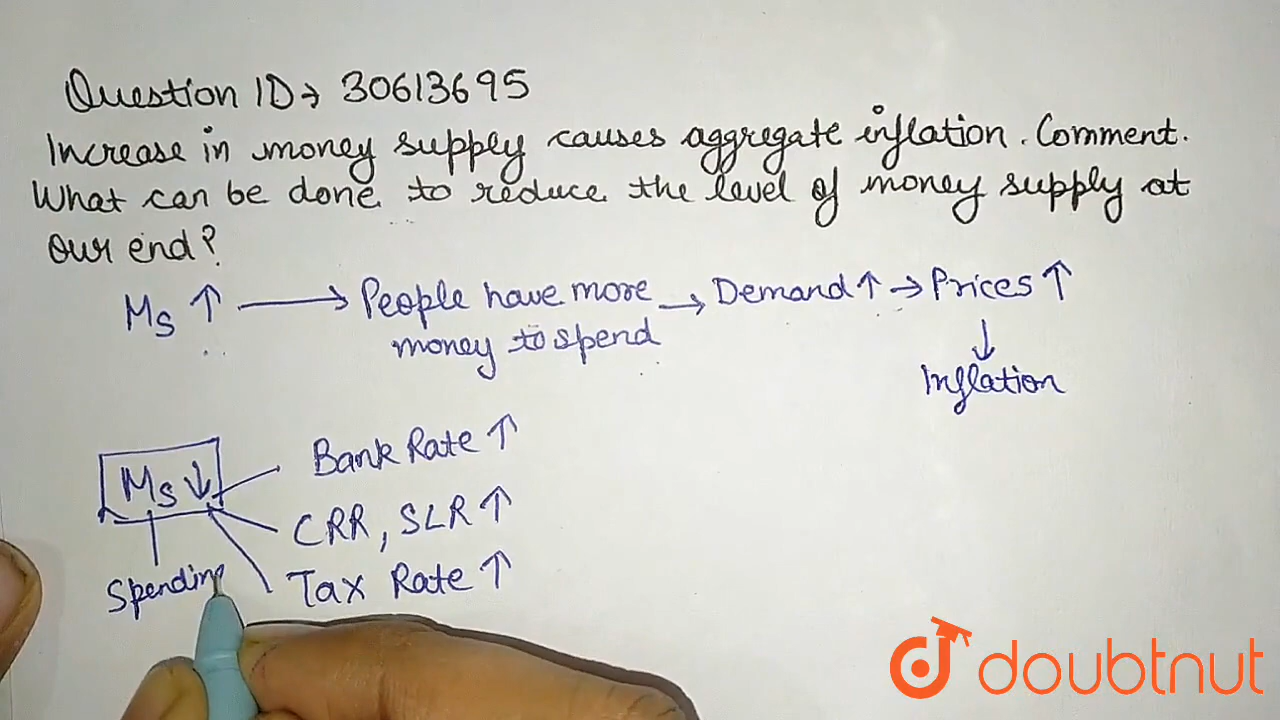 Question ID → 30613695
Increase in money supply causes aggregate inflation. Comment.
What can be done to reduce the level of money supply at
our end?
Ms ↑ → People have more → Demand ↑ → Prices ↑
money to spend
↓
Inflation
Ms ↓
Bank Rate ↑
CRR, SLR ↑
Tax Rate ↑
Spending
doubtnut